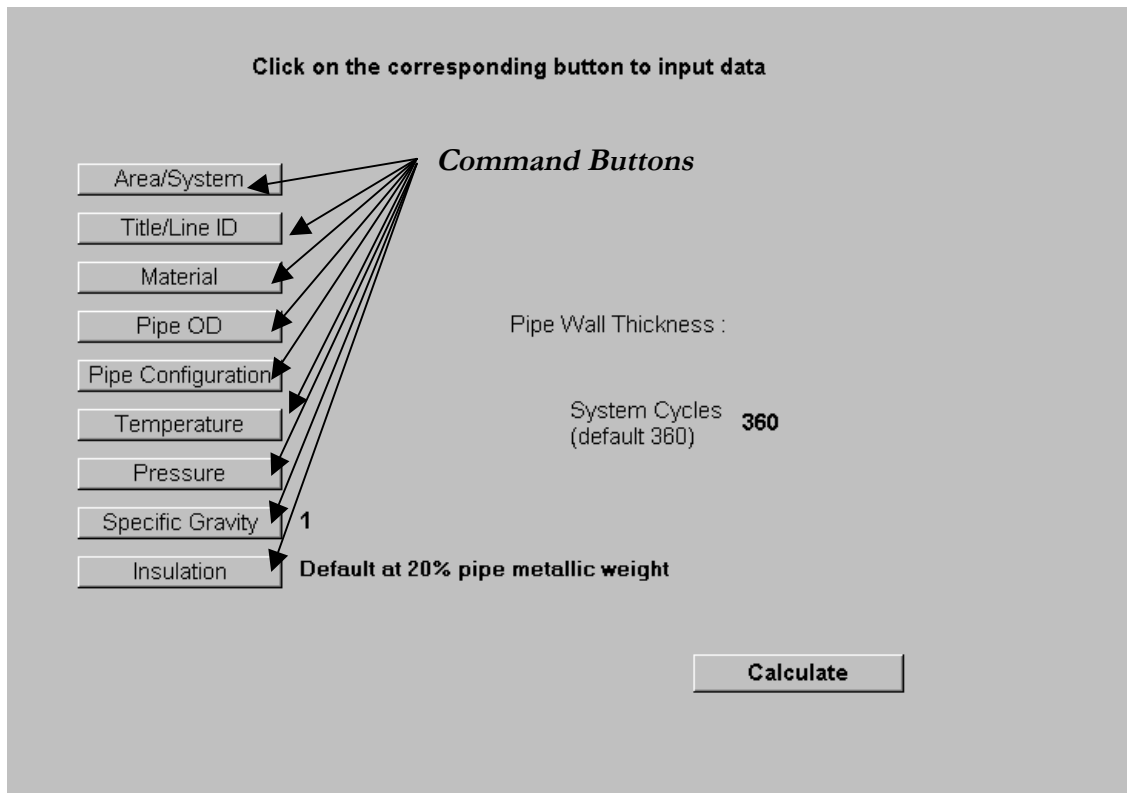 Click on the corresponding button to input data
Command Buttons
Area/System
Title/Line ID
Material
Pipe OD
Pipe Wall Thickness :
Pipe Configuration
Temperature
System Cycles
(default 360)
360
Pressure
Specific Gravity
1
Insulation
Default at 20% pipe metallic weight
Calculate